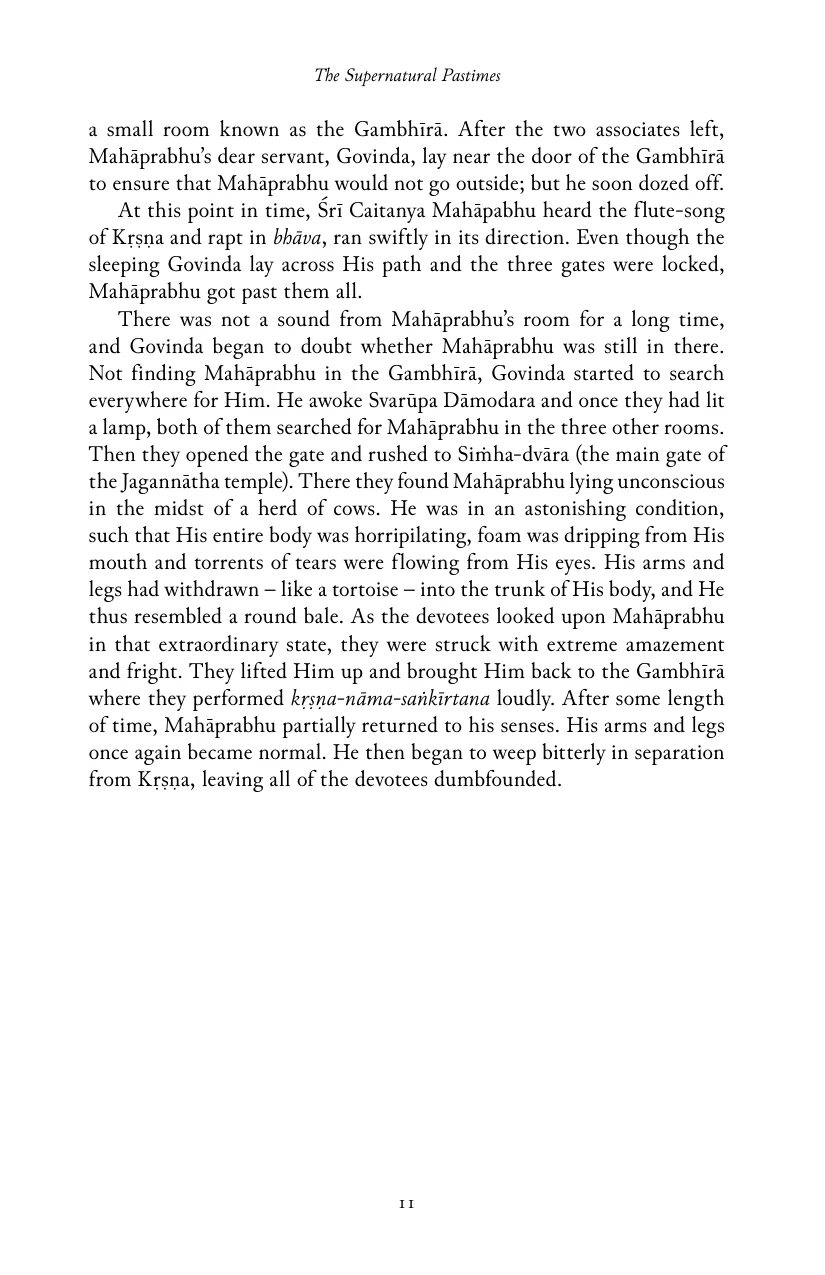 The Supernatural Pastimes
a small room known as the Gambhīrā. After the two associates left,
Mahāprabhu’s dear servant, Govinda, lay near the door of the Gambhīrā
to ensure that Mahāprabhu would not go outside; but he soon dozed off.
At this point in time, Śrī Caitanya Mahāpabhu heard the flute-song
of Kṛṣṇa and rapt in bhāva, ran swiftly in its direction. Even though the
sleeping Govinda lay across His path and the three gates were locked,
Mahāprabhu got past them all.
There was not a sound from Mahāprabhu’s room for a long time,
and Govinda began to doubt whether Mahāprabhu was still in there.
Not finding Mahāprabhu in the Gambhīrā, Govinda started to search
everywhere for Him. He awoke Svarūpa Dāmodara and once they had lit
a lamp, both of them searched for Mahāprabhu in the three other rooms.
Then they opened the gate and rushed to Siṁha-dvāra (the main gate of
the Jagannātha temple). There they found Mahāprabhu lying unconscious
in the midst of a herd of cows. He was in an astonishing condition,
such that His entire body was horripilating, foam was dripping from His
mouth and torrents of tears were flowing from His eyes. His arms and
legs had withdrawn – like a tortoise – into the trunk of His body, and He
thus resembled a round bale. As the devotees looked upon Mahāprabhu
in that extraordinary state, they were struck with extreme amazement
and fright. They lifted Him up and brought Him back to the Gambhīrā
where they performed kṛṣṇa-nāma-saṅkīrtana loudly. After some length
of time, Mahāprabhu partially returned to his senses. His arms and legs
once again became normal. He then began to weep bitterly in separation
from Kṛṣṇa, leaving all of the devotees dumbfounded.
11